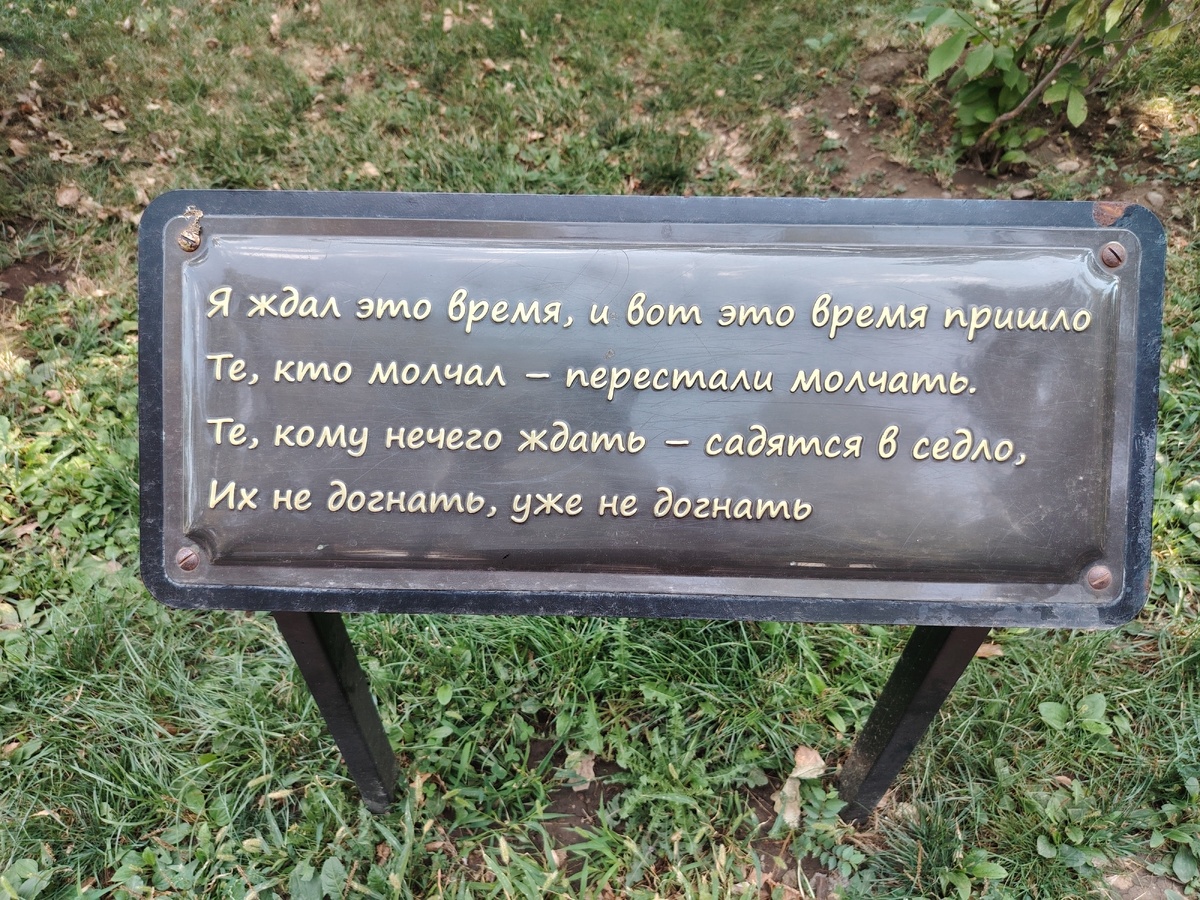 Я ждал это время, и вот это время пришло
Те, кто молчал – перестали молчать.
Те, кому нечего ждать – садятся в седло,
Их не догнать, уже не догнать